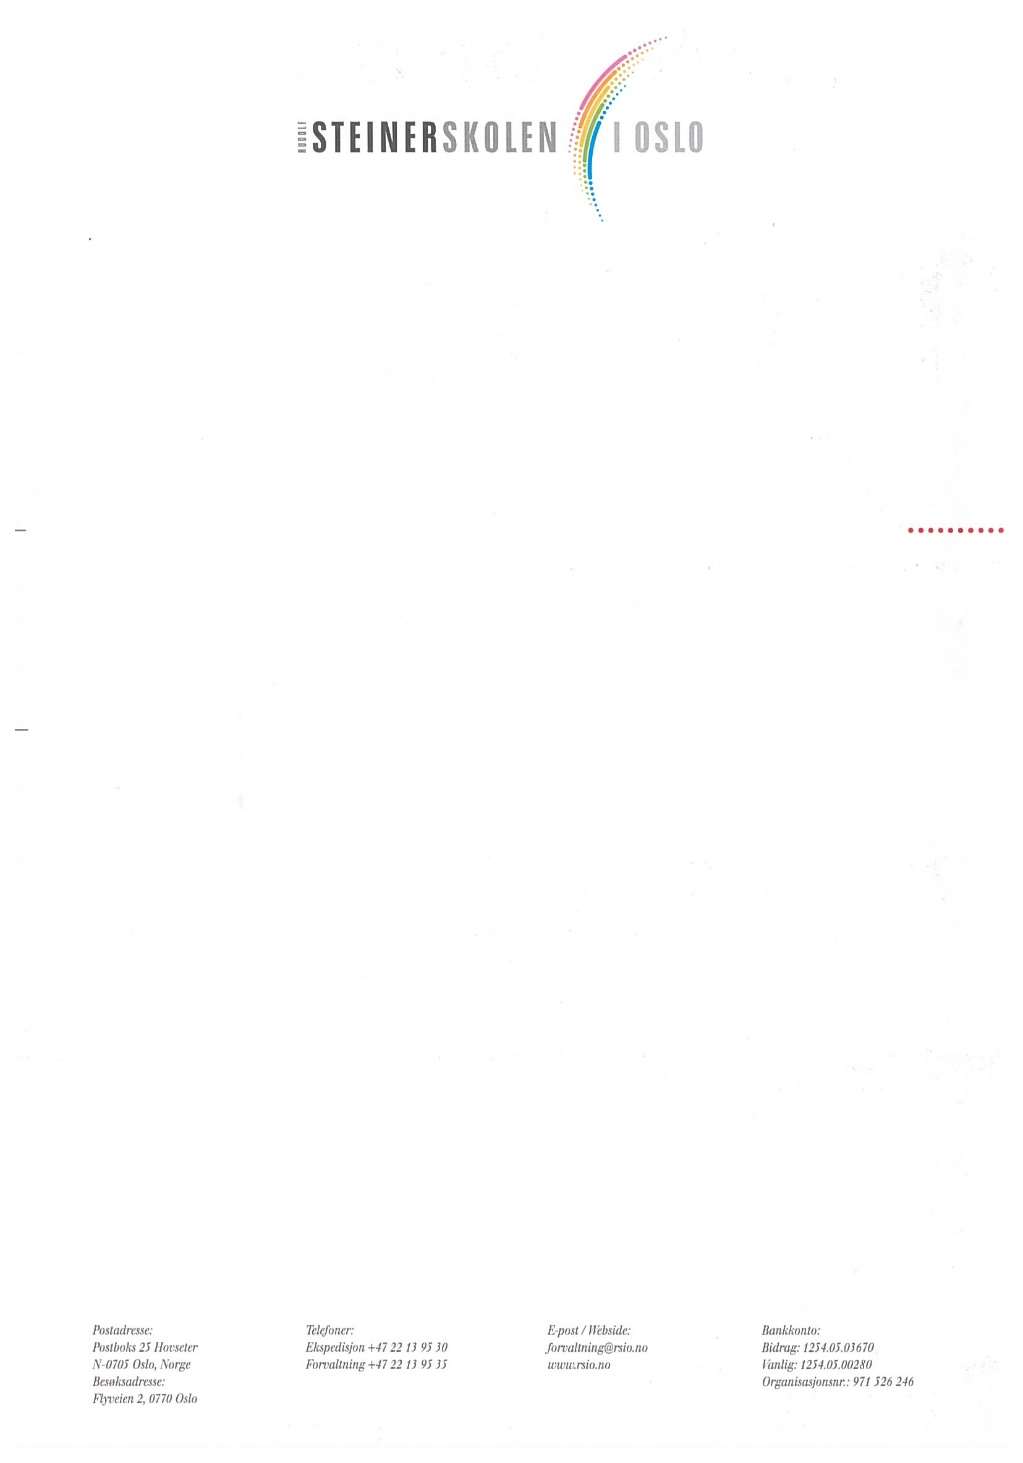 RUDOLF STEINERSKOLEN I OSLO
Postadresse:
Postboks 25 Hovseter
N-0705 Oslo, Norge
Besøksadresse:
Flyveien 2, 0770 Oslo
Telefoner:
Ekspedisjon +47 22 13 95 30
Forvaltning +47 22 13 95 35
E-post / Webside:
forvaltning@rsio.no
www.rsio.no
Bankkonto:
Bidrag: 1254.05.03670
Vanlig: 1254.05.00280
Organisasjonsnr.: 971 526 246